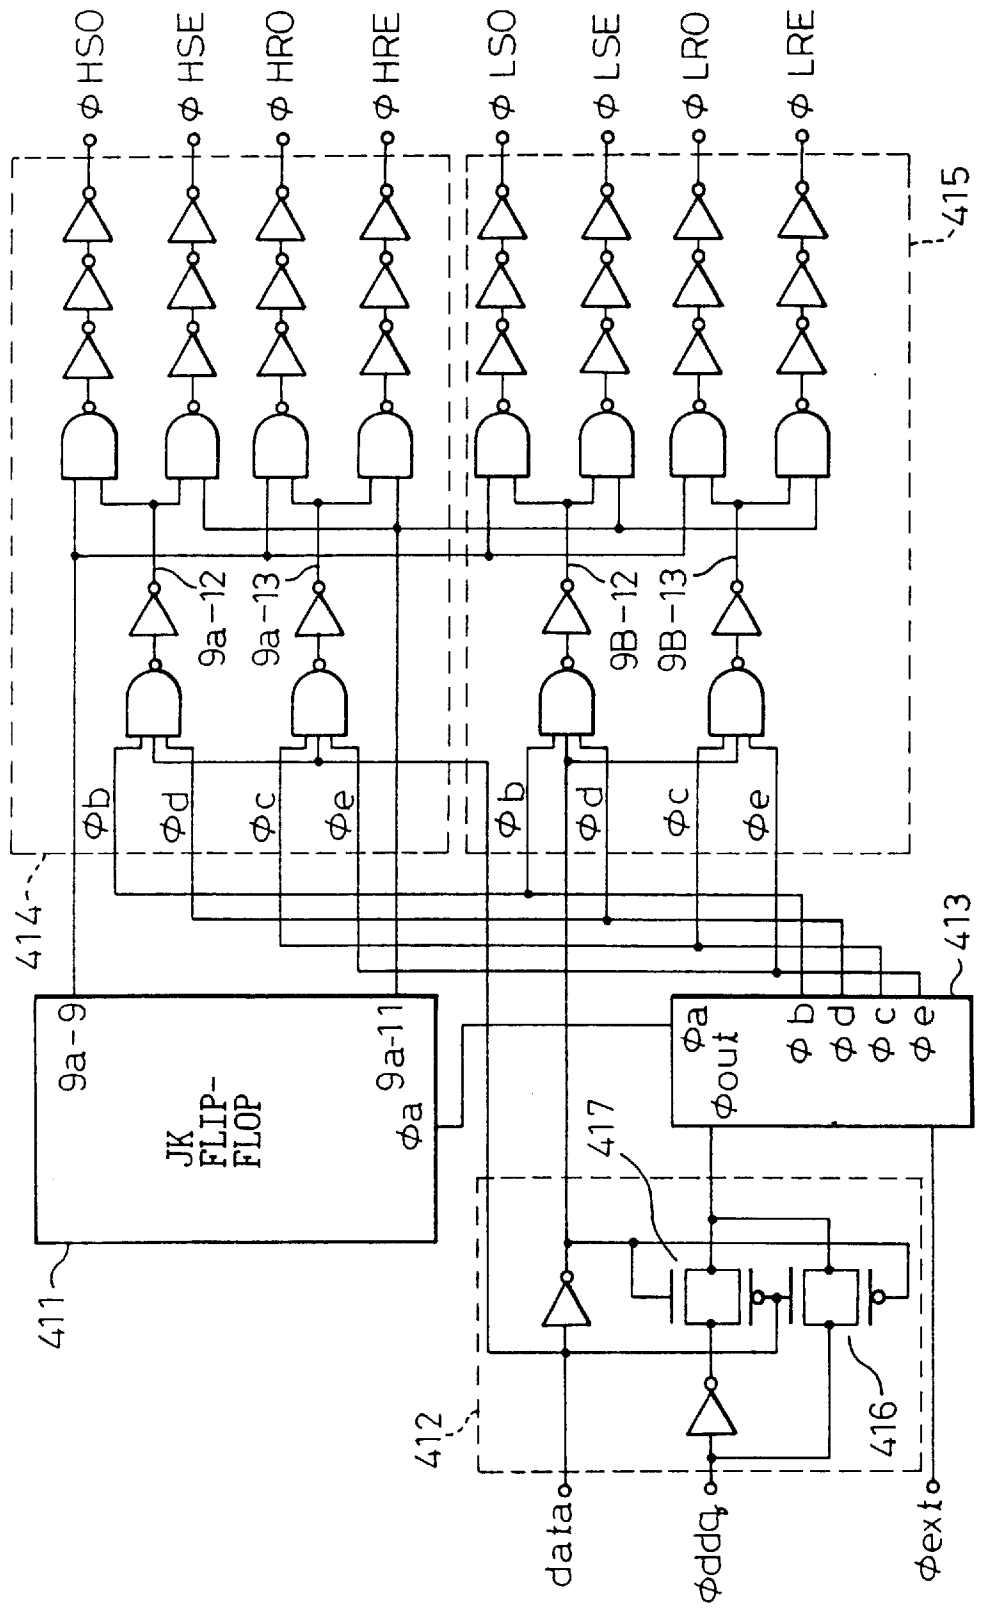 ΦHSO
ΦHSE
ΦHRO
ΦHRE
ΦLSO
ΦLSE
ΦLRO
ΦLRE
415
9a-12
9a-13
9B-12
9B-13
Φb
Φd
Φc
Φe
Φb
Φd
Φc
Φe
414
413
9a-9
9a-11
Φa
JK
FLIP-
FLOP
411
Φa
Φout
Φb
Φd
Φc
Φe
417
412
416
data
Φddq
Φext